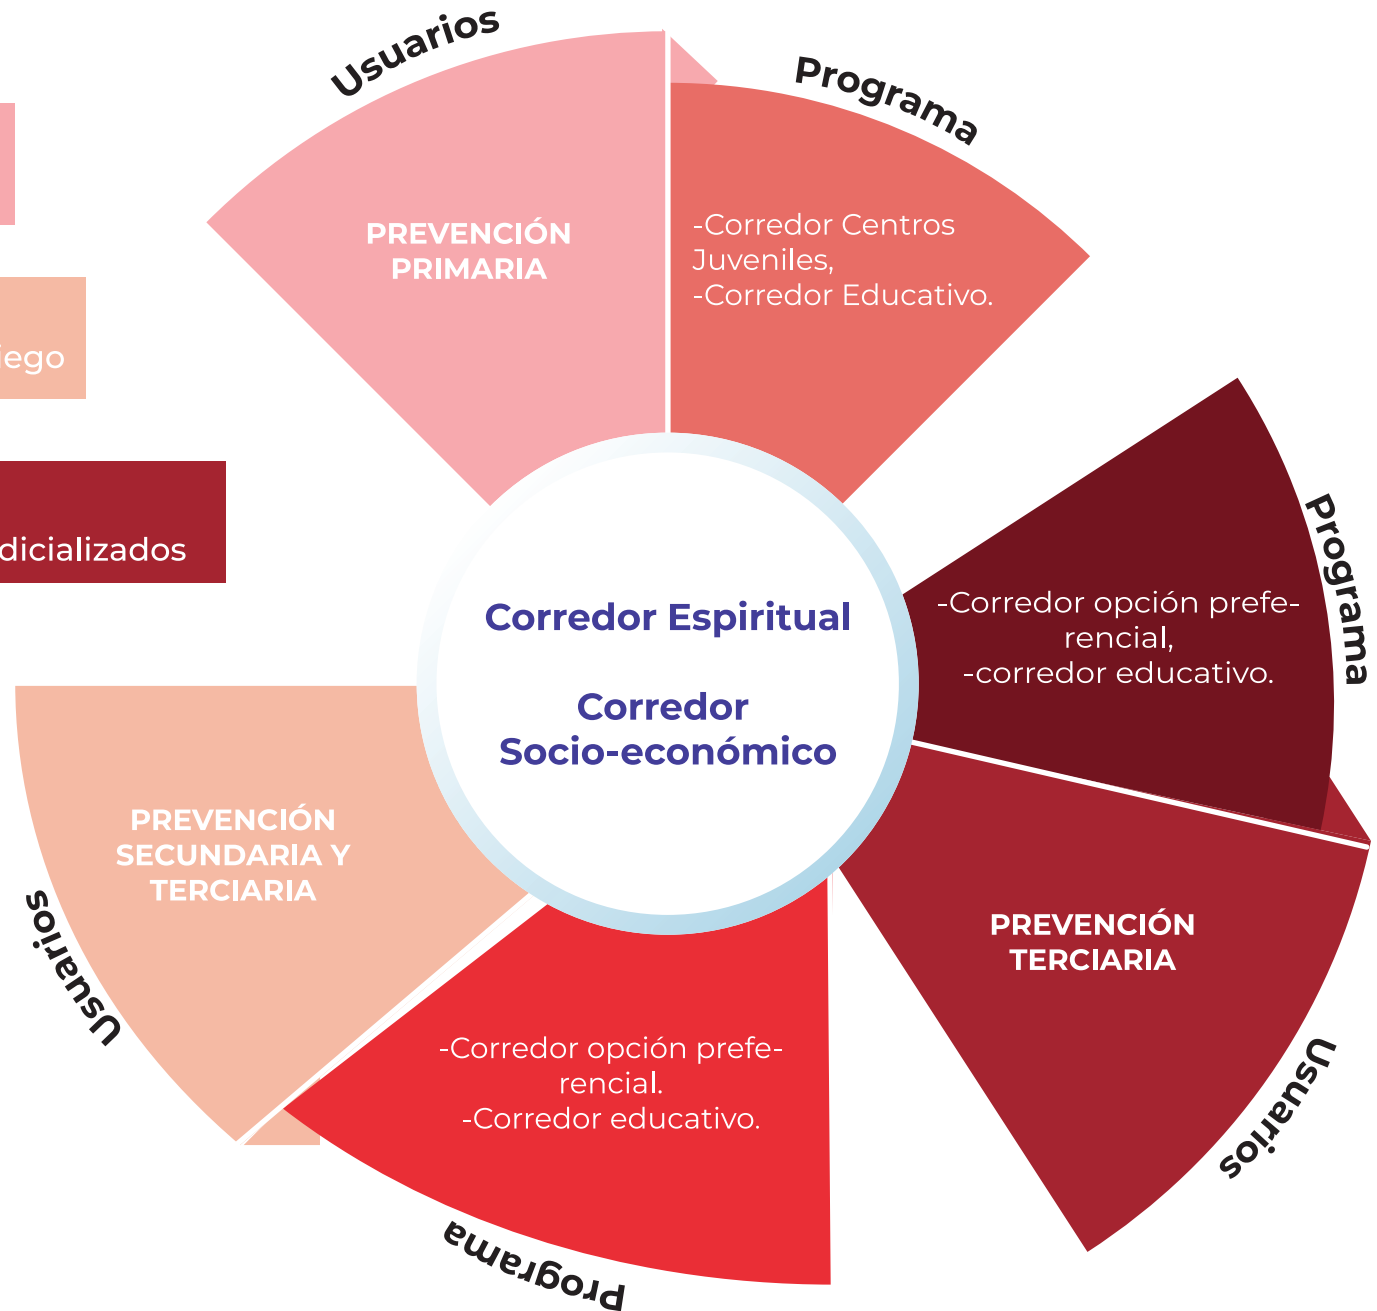 Usuarios
Programa
PREVENCIÓN
PRIMARIA
-Corredor Centros
Juveniles,
-Corredor Educativo.
iego
dicializados
Programa
-Corredor opción prefe-
rencial,
-corredor educativo.
Corredor Espiritual
Corredor
Socio-económico
PREVENCIÓN
SECUNDARIA Y
TERCIARIA
Usuarios
PREVENCIÓN
TERCIARIA
Usuarios
-Corredor opción prefe-
rencial.
-Corredor educativo.
Programa